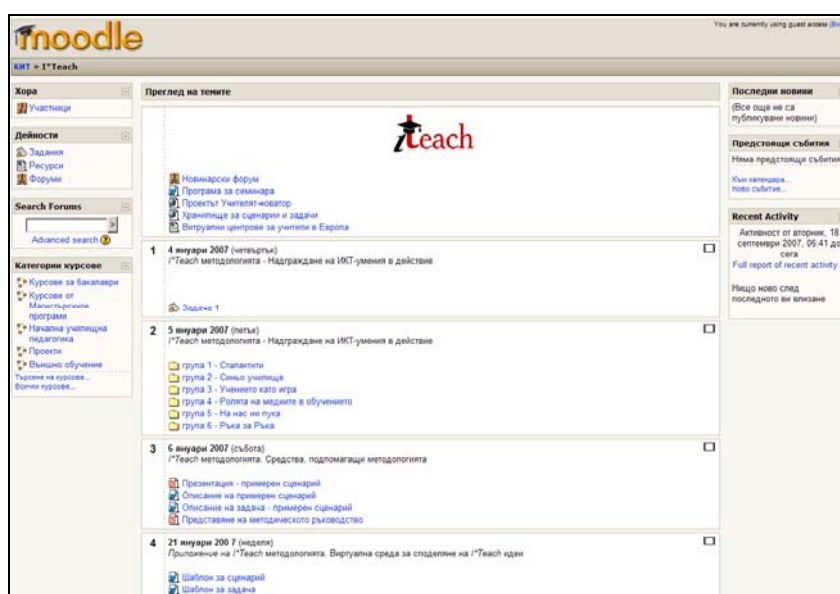 moodle
You are currently using guest access
КИТ » I*Teach
Хора
Участници
Дейности
Задания
Ресурси
Форуми
Search Forums
Advanced search
Категории курсове
Курсове за бакалаври
Курсове от
Магистърските
програми
Начална училищна
педагогика
Проекти
Външно обучение
Търсене на курсове...
Всички курсове...
Преглед на темите
iTeach
Новинарски форум
Програма за семинара
Проектът Учителят-новатор
Хранилище за сценарии и задачи
Виртуални центрове за учители в Европа
1 4 януари 2007 (четвъртък)
I*Teach методологията - Надграждане на ИКТ-умения в действие
Задача 1
2 5 януари 2007 (петък)
I*Teach методологията - Надграждане на ИКТ-умения в действие
група 1 - Сталактити
група 2 - Синьо училище
група 3 - Учението като игра
група 4 - Ролята на медиите в обучението
група 5 - На нас ни пука
група 6 - Ръка за Ръка
3 6 януари 2007 (събота)
I*Teach методологията. Средства, подпомагащи методологията
Презентация - примерен сценарий
Описание на примерен сценарий
Описание на задача - примерен сценарий
Представяне на методическото ръководство
4 21 януари 200 7 (неделя)
Приложение на I*Teach методологията. Виртуална среда за споделяне на I*Teach идеи
Шаблон за сценарий
Шаблон за задача
Последни новини
(Все още не са
публикувани новини)
Предстоящи събития
Няма предстоящи събития
Към календара...
Ново събитие...
Recent Activity
Активност от вторник, 18
септември 2007, 06:41 до
сега
Full report of recent activity
Нищо ново след
последното ви влизане